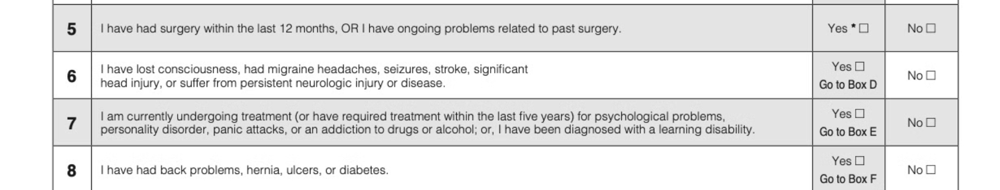 5 I have had surgery within the last 12 months, OR I have ongoing problems related to past surgery. Yes * ☐ No ☐
6 I have lost consciousness, had migraine headaches, seizures, stroke, significant
head injury, or suffer from persistent neurologic injury or disease. Yes ☐ Go to Box D No ☐
7 I am currently undergoing treatment (or have required treatment within the last five years) for psychological problems,
personality disorder, panic attacks, or an addiction to drugs or alcohol; or, I have been diagnosed with a learning disability. Yes ☐ Go to Box E No ☐
8 I have had back problems, hernia, ulcers, or diabetes. Yes ☐ Go to Box F No ☐